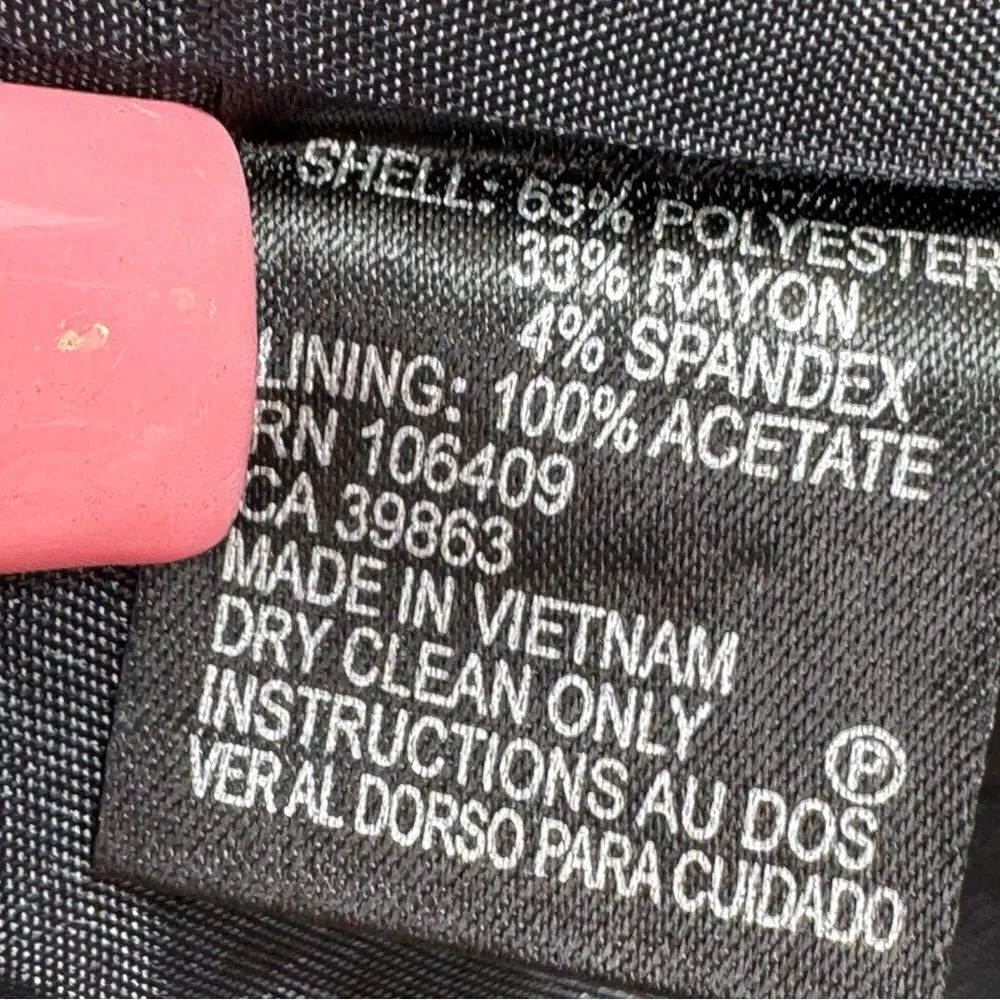 SHELL: 63% POLYESTER
33% RAYON
4% SPANDEX
LINING: 100% ACETATE
RN 106409
CA 39863
MADE IN VIETNAM
DRY CLEAN ONLY
P
INSTRUCTIONS AU DOS
VER AL DORSO PARA CUIDADO